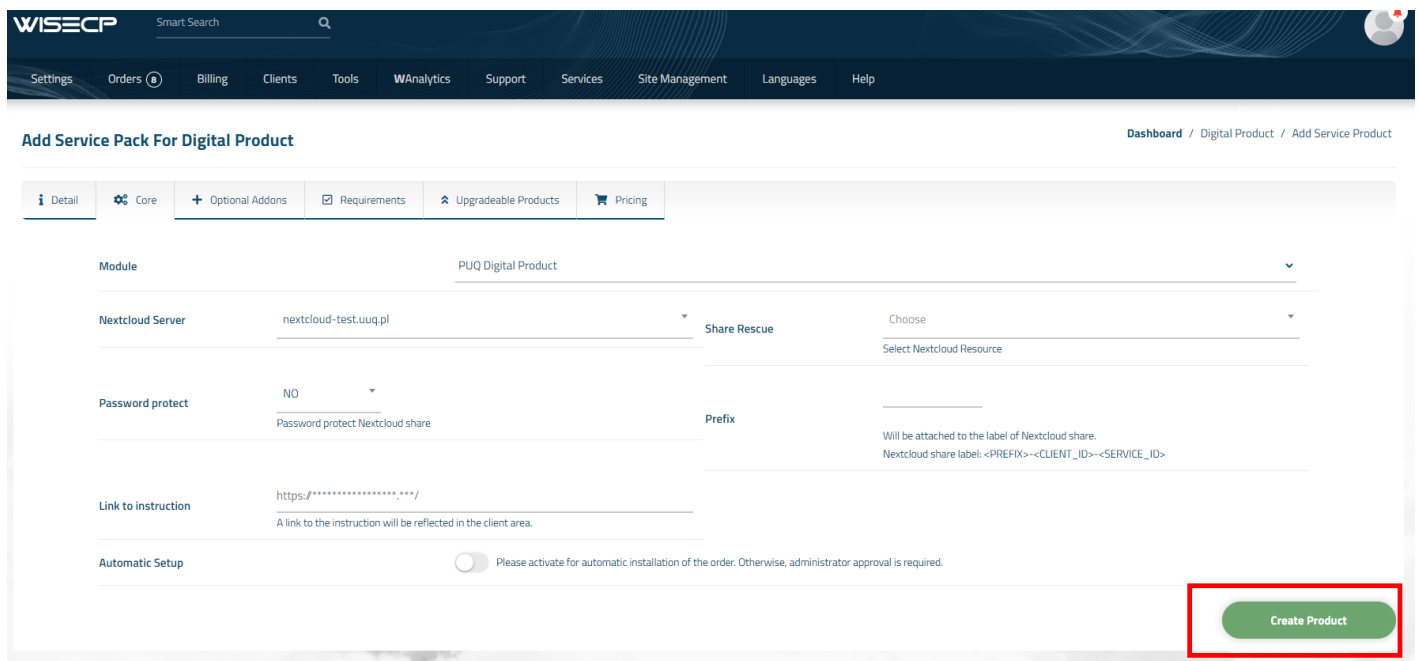 WISECP
Smart Search
Settings Orders 8 Billing Clients Tools WAnalytics Support Services Site Management Languages Help
Add Service Pack For Digital Product
Dashboard / Digital Product / Add Service Product
Detail Core Optional Addons Requirements Upgradeable Products Pricing
Module PUQ Digital Product
Nextcloud Server nextcloud-test.uuq.pl
Share Rescue Choose
Select Nextcloud Resource
Password protect NO
Password protect Nextcloud share
Prefix
Will be attached to the label of Nextcloud share.
Nextcloud share label: <PREFIX>-<CLIENT_ID>-<SERVICE_ID>
Link to instruction https://*****************.***/
A link to the instruction will be reflected in the client area.
Automatic Setup Please activate for automatic installation of the order. Otherwise, administrator approval is required.
Create Product